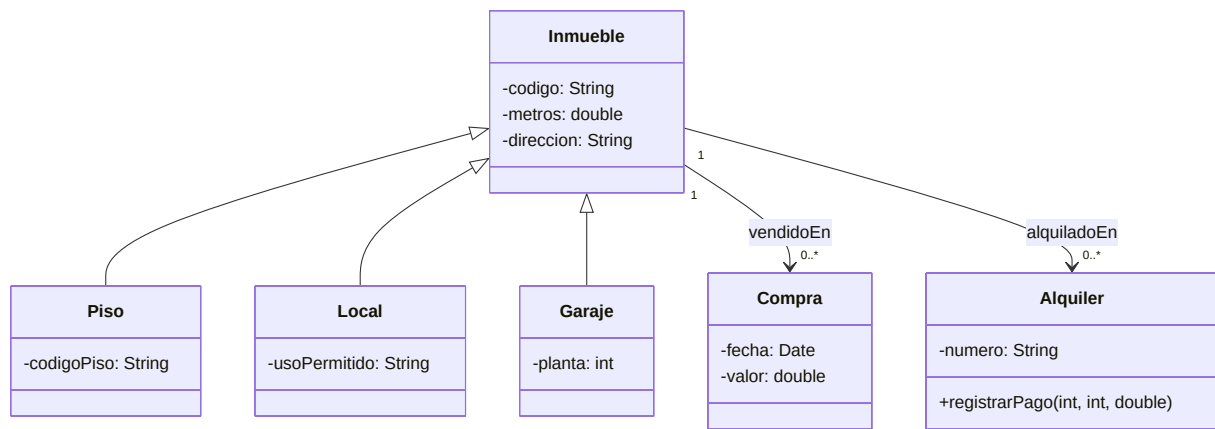 Inmueble
-codigo: String
-metros: double
-direccion: String
1
1
vendidoEn
alquiladoEn
0..*
0..*
Piso
-codigoPiso: String
Local
-usoPermitido: String
Garaje
-planta: int
Compra
-fecha: Date
-valor: double
Alquiler
-numero: String
+registrarPago(int, int, double)